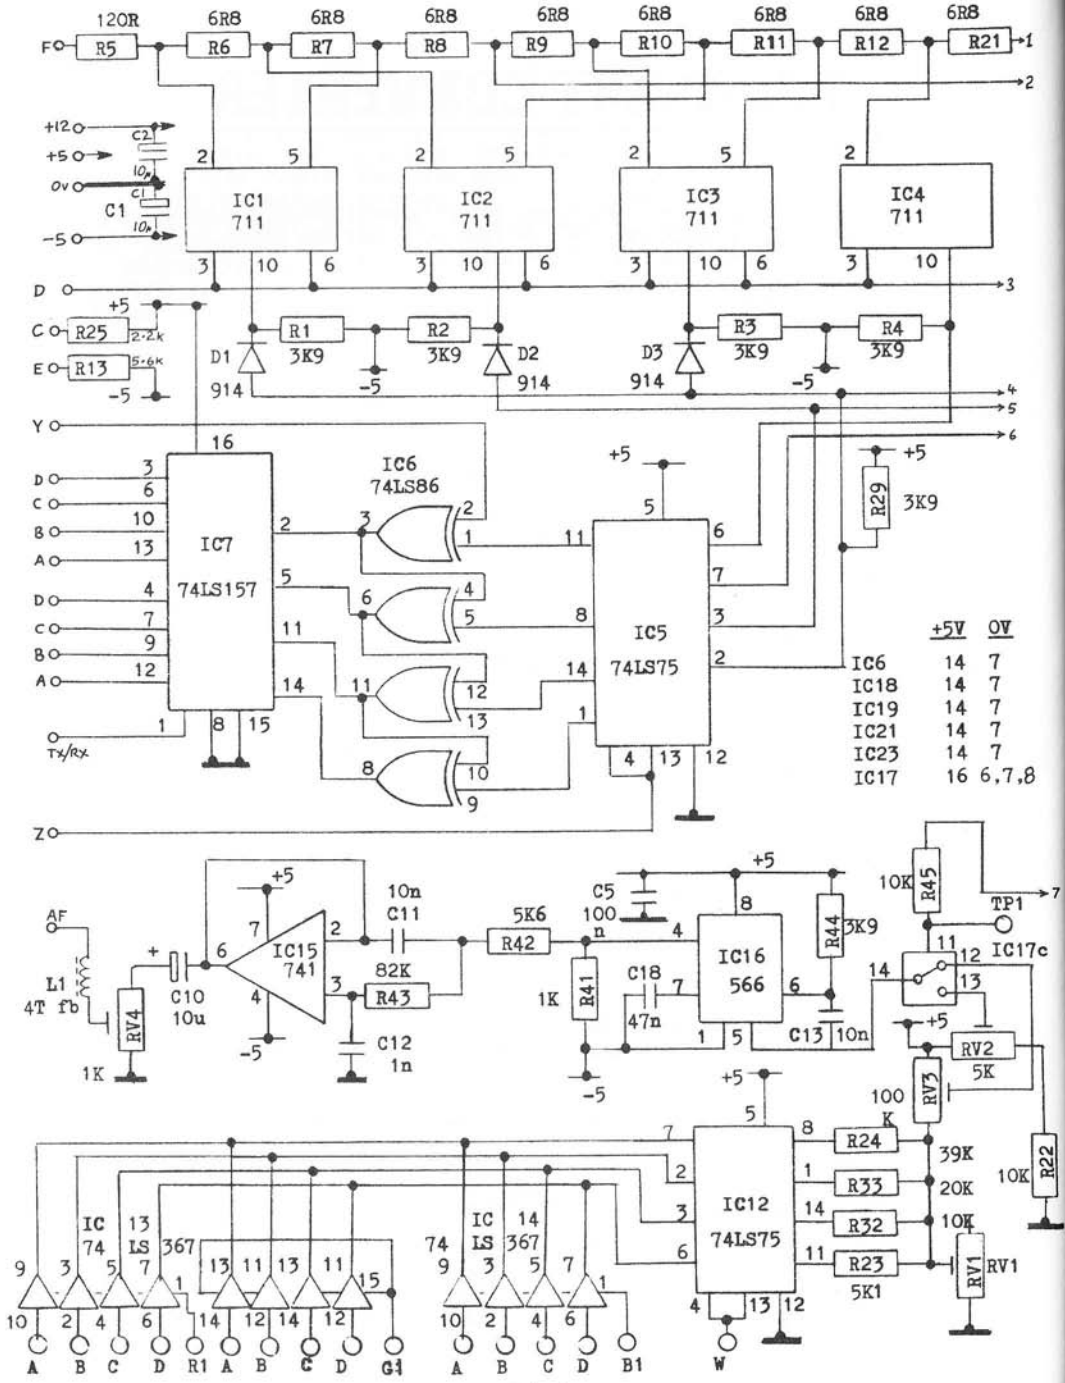 120R 6R8 6R8 6R8 6R8 6R8 6R8 6R8 6R8
F R5 R6 R7 R8 R9 R10 R11 R12 R21 1
2
+12 C2
+5 10µ
0v C1
C1 10µ
-5
2 5 2 5 2 5 2
IC1 IC2 IC3 IC4
711 711 711 711
3 10 6 3 10 6 3 10 6 3 10
D 3
+5
C R25 2.2k
E R13 5.6k
-5
R1 R2 R3 R4
D1 3K9 3K9 D2 D3 3K9 3K9
914 -5 914 914 -5
4
5
6
Y
16
IC6
74LS86
+5
+5
R29 3K9
D 3
C 6
B 10
A 13
D 4
C 7
B 9
A 12
IC7
74LS157
2 3 2
1 11
5 6 4
5 8
11 11 12
13 14
14 8 10
9 1
5
IC5
74LS75
6
7
3
2
4 13 12
1 8 15
Tx/Rx
Z
+5V 0V
IC6 14 7
IC18 14 7
IC19 14 7
IC21 14 7
IC23 14 7
IC17 16 6,7,8
AF
L1
4T fb
RV4
1K
+
C10
10u
6
+5
7
IC15
741
4
-5
2
3
10n
C11
82K
R43
C12
1n
5K6
R42
C5
100
n
R41
1K
-5
C18
47n
+5
8
4
IC16
566
7 6
1 5
R44
3K9
C13 10n
10K R45
7
TP1
IC17c
11
14 12
13
+5
RV2
5K
RV3
100
K
10K R22
+5
5
7 8 R24 39K
2 1 R33 20K
IC12
3 14 R32 10K
74LS75
6 11 R23
5K1
RV1 RV1
4 13 12
W
IC 13
74 LS 367
IC 14
74 LS 367
9 3 5 7 1 13 11 13 11 15 9 3 5 7 1
10 2 4 6 14 12 14 12 10 2 4 6
A B C D R1 A B C D G1 A B C D B1